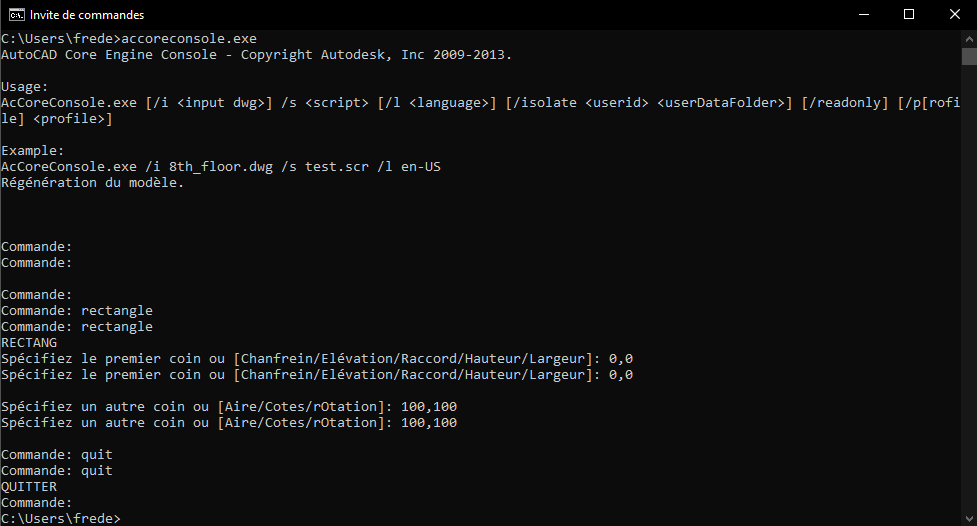 Invite de commandes
C:\Users\frede>accoreconsole.exe
AutoCAD Core Engine Console - Copyright Autodesk, Inc 2009-2013.
Usage:
AcCoreConsole.exe [/i <input dwg>] /s <script> [/l <language>] [/isolate <userid> <userDataFolder>] [/readonly] [/p[rofi
le] <profile>]
Example:
AcCoreConsole.exe /i 8th_floor.dwg /s test.scr /l en-US
Régénération du modèle.
Commande:
Commande:
Commande:
Commande: rectangle
Commande: rectangle
RECTANG
Spécifiez le premier coin ou [Chanfrein/Elévation/Raccord/Hauteur/Largeur]: 0,0
Spécifiez le premier coin ou [Chanfrein/Elévation/Raccord/Hauteur/Largeur]: 0,0
Spécifiez un autre coin ou [Aire/Cotes/rOtation]: 100,100
Spécifiez un autre coin ou [Aire/Cotes/rOtation]: 100,100
Commande: quit
Commande: quit
QUITTER
Commande:
C:\Users\frede>